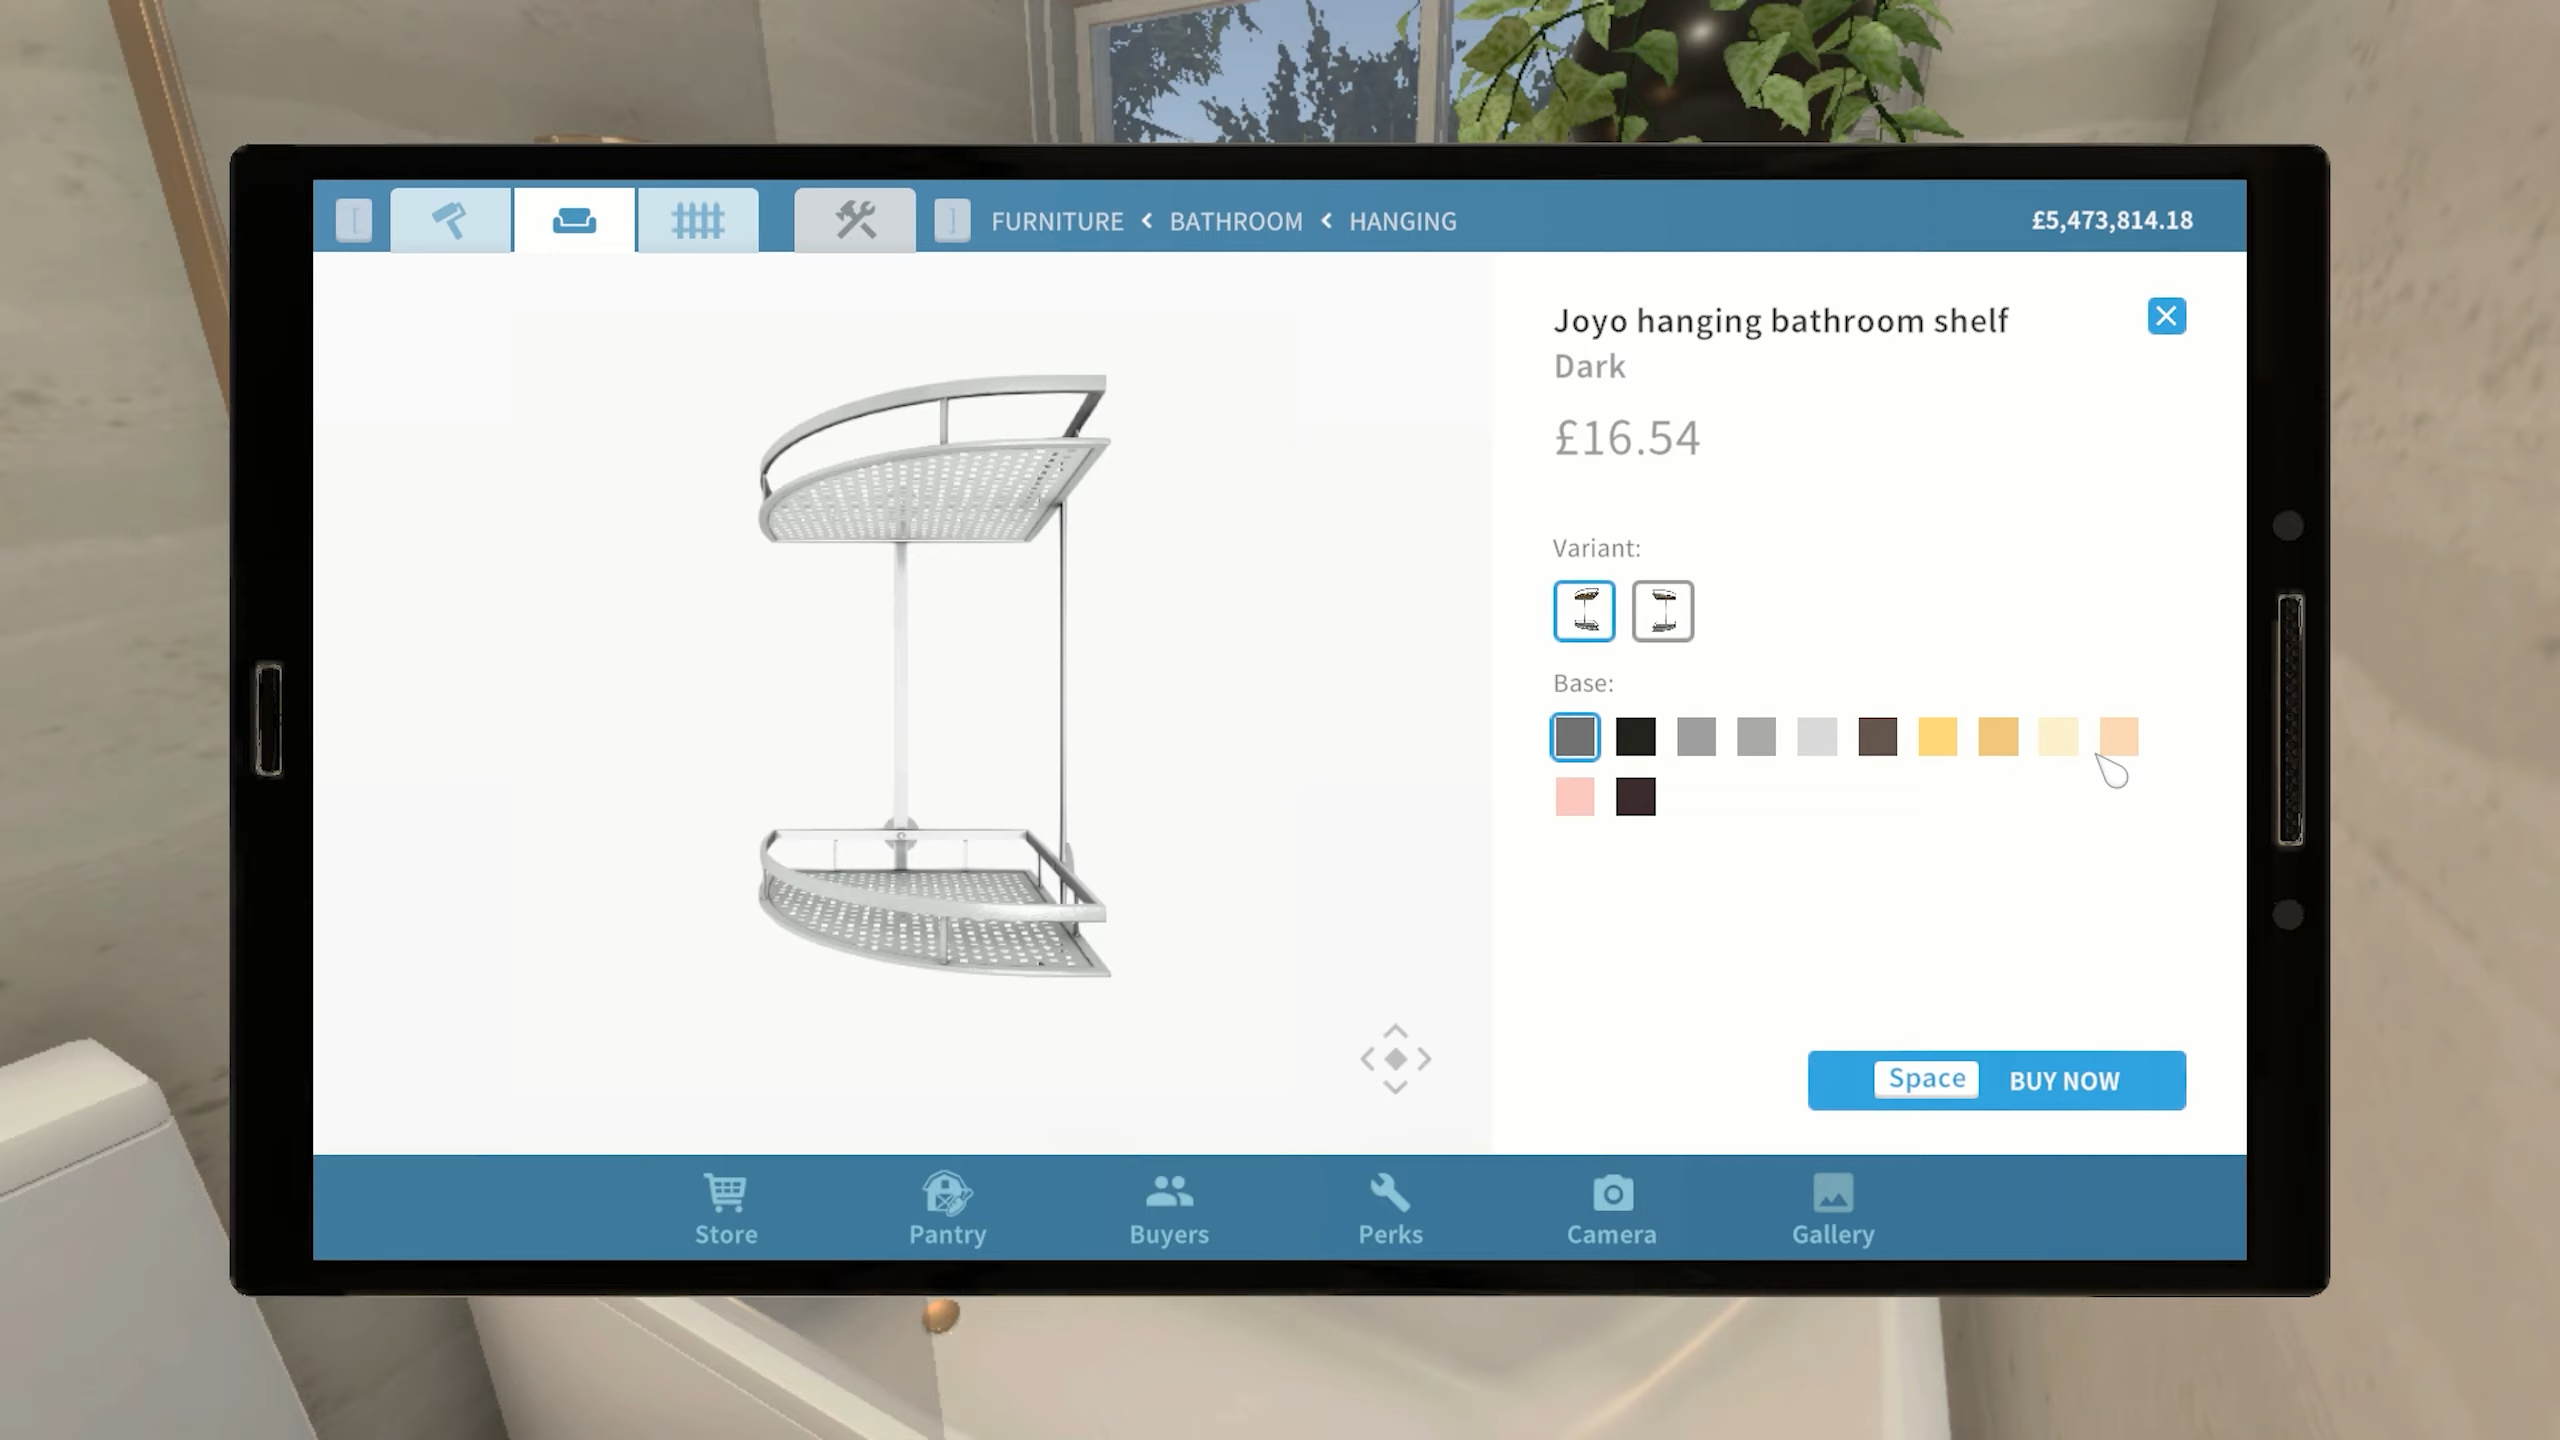 [
]
FURNITURE < BATHROOM < HANGING
£5,473,814.18
Joyo hanging bathroom shelf
Dark
£16.54
Variant:
Base:
Space BUY NOW
Store
Pantry
Buyers
Perks
Camera
Gallery